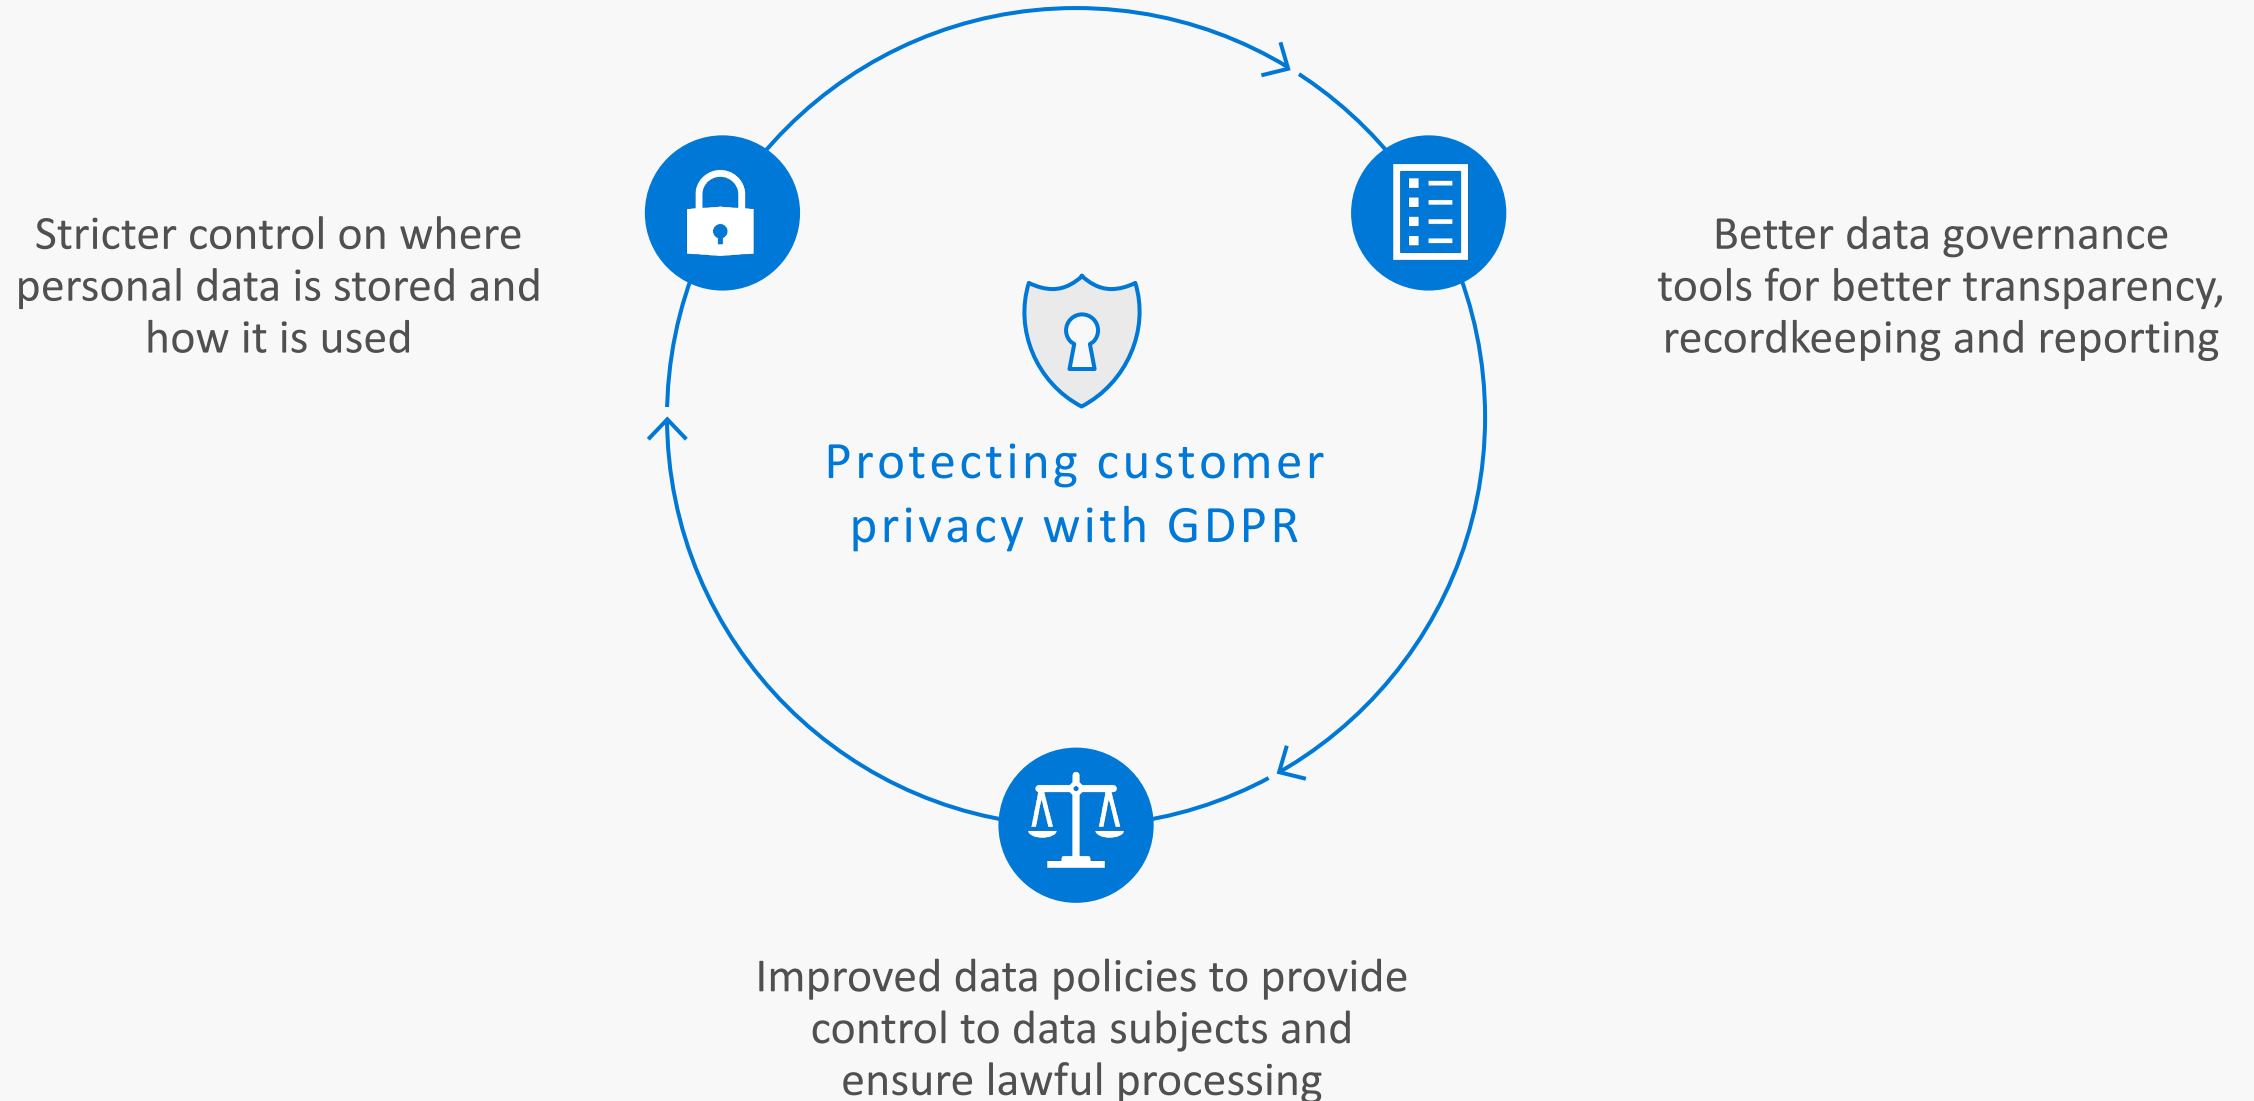 Stricter control on where
personal data is stored and
how it is used
Better data governance
tools for better transparency,
recordkeeping and reporting
Protecting customer
privacy with GDPR
Improved data policies to provide
control to data subjects and
ensure lawful processing